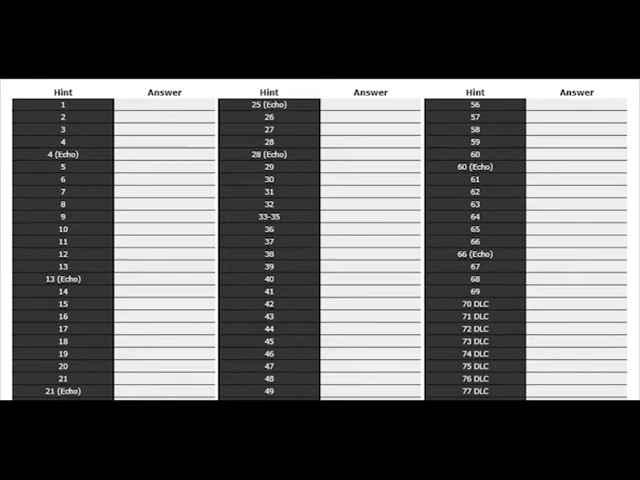 Hint Answer Hint Answer Hint Answer
1 25 (Echo) 56
2 26 57
3 27 58
4 28 59
4 (Echo) 28 (Echo) 60
5 29 60 (Echo)
6 30 61
7 31 62
8 32 63
9 33-35 64
10 36 65
11 37 66
12 38 66 (Echo)
13 39 67
13 (Echo) 40 68
14 41 69
15 42 70 DLC
16 43 71 DLC
17 44 72 DLC
18 45 73 DLC
19 46 74 DLC
20 47 75 DLC
21 48 76 DLC
21 (Echo) 49 77 DLC